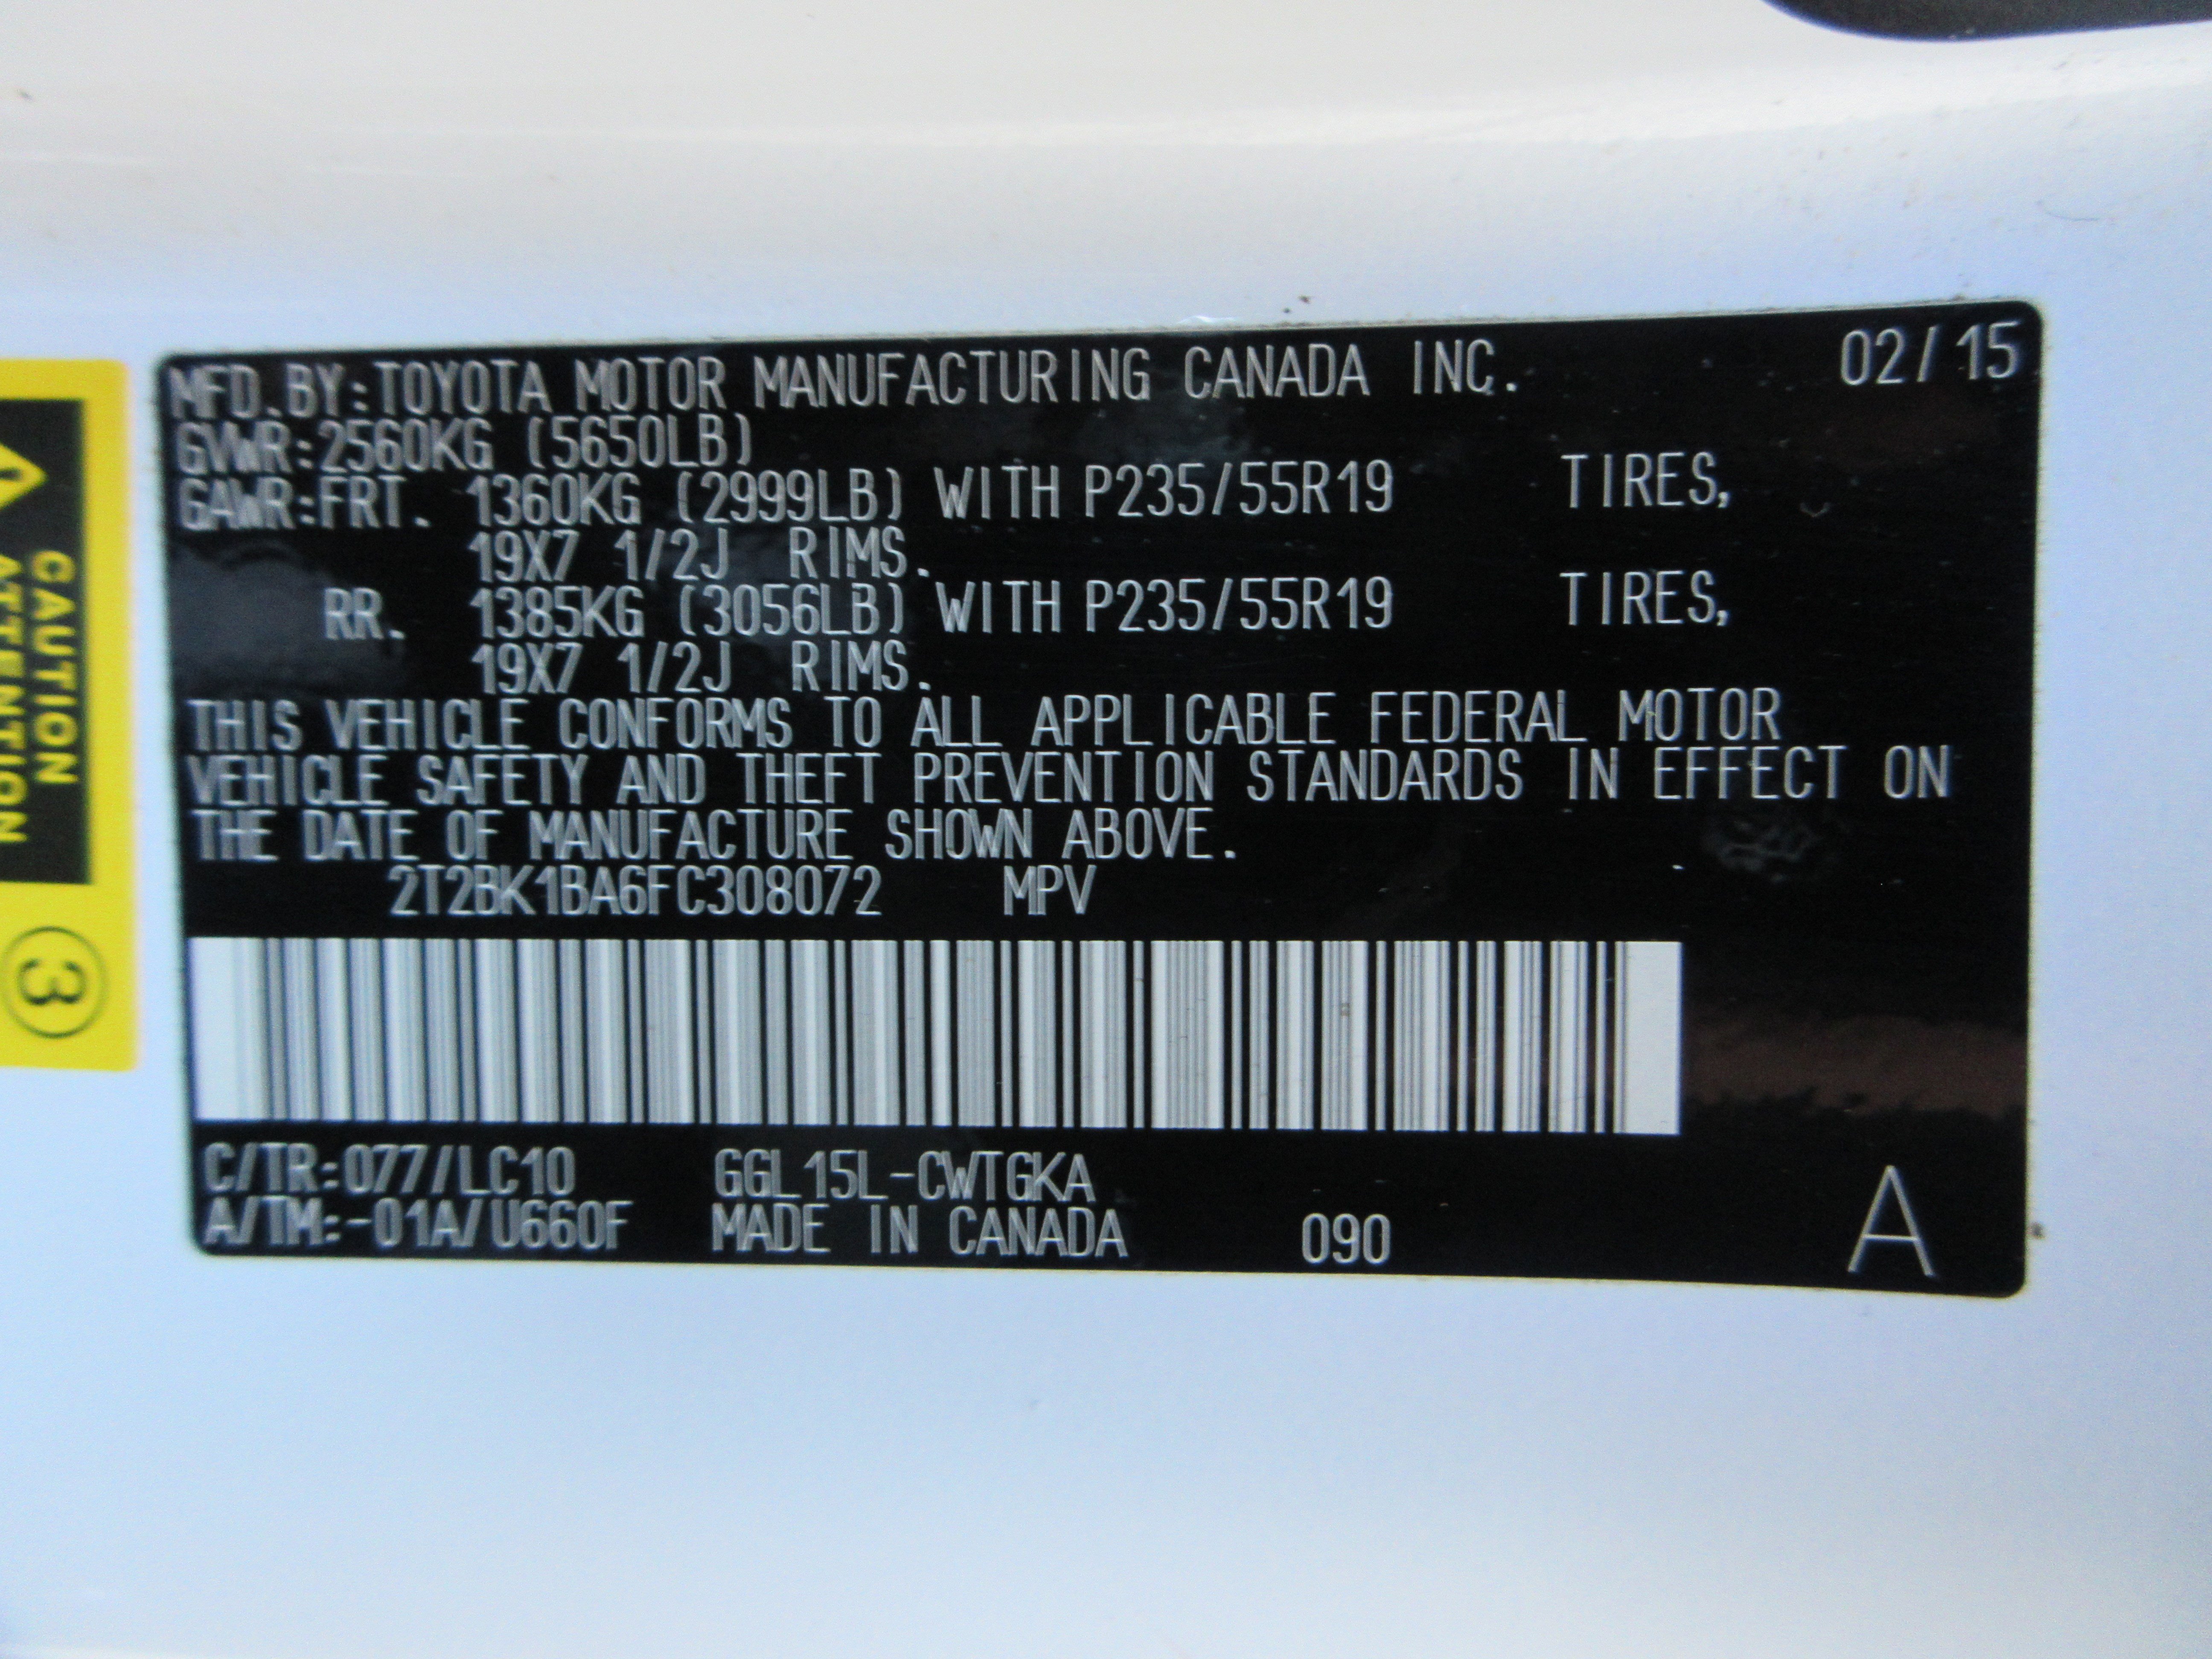 MFD.BY:TOYOTA MOTOR MANUFACTURING CANADA INC. 02/15
GVWR:2560KG (5650LB)
GAWR:FRT. 1360KG (2999LB) WITH P235/55R19 TIRES,
19X7 1/2J RIMS.
RR. 1385KG (3056LB) WITH P235/55R19 TIRES,
19X7 1/2J RIMS.
THIS VEHICLE CONFORMS TO ALL APPLICABLE FEDERAL MOTOR
VEHICLE SAFETY AND THEFT PREVENTION STANDARDS IN EFFECT ON
THE DATE OF MANUFACTURE SHOWN ABOVE.
2T2BK1BA6FC308072 MPV
C/TR:077/LC10 GGL15L-CWTGKA
A/TM:-01A/U660F MADE IN CANADA 090 A
CAUTION
ATTENTION
3